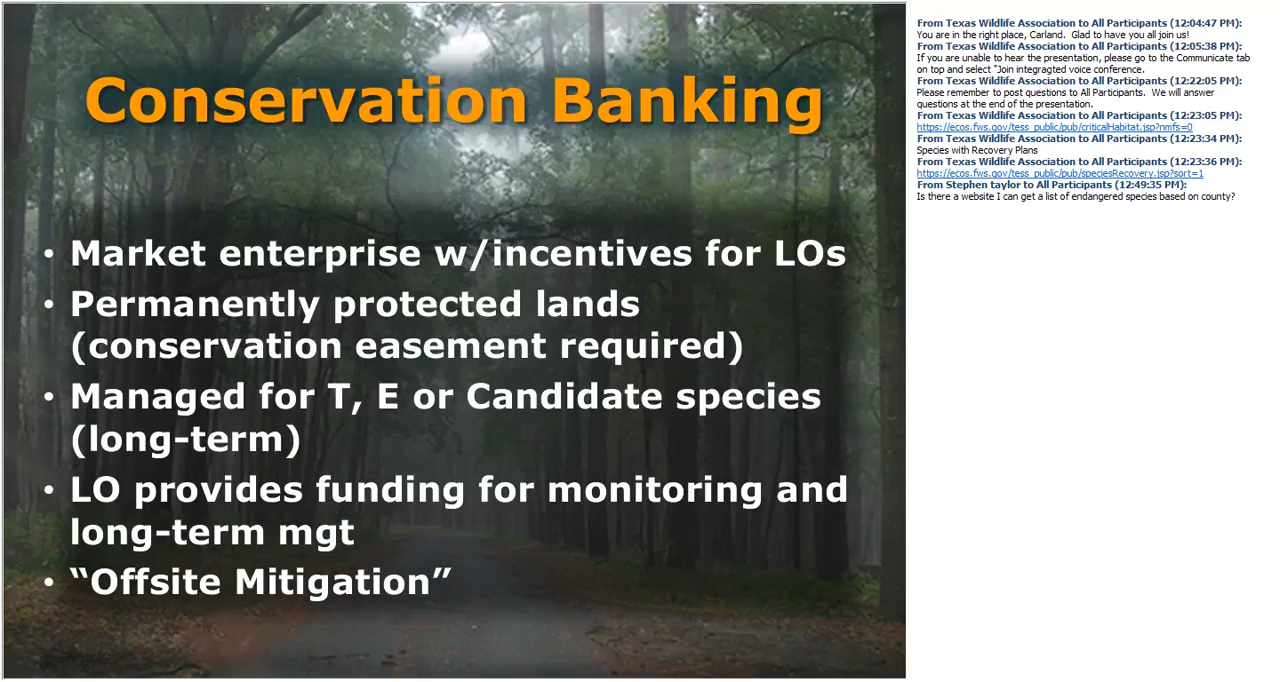 Conservation Banking
• Market enterprise w/incentives for LOs
• Permanently protected lands
(conservation easement required)
• Managed for T, E or Candidate species
(long-term)
• LO provides funding for monitoring and
long-term mgt
• “Offsite Mitigation”
From Texas Wildlife Association to All Participants (12:04:47 PM):
You are in the right place, Carland.  Glad to have you all join us!
From Texas Wildlife Association to All Participants (12:05:38 PM):
If you are unable to hear the presentation, please go to the Communicate tab
on top and select "Join integragted voice conference.
From Texas Wildlife Association to All Participants (12:22:05 PM):
Please remember to post questions to All Participants.  We will answer
questions at the end of the presentation.
From Texas Wildlife Association to All Participants (12:23:05 PM):
https://ecos.fws.gov/tess_public/pub/criticalHabitat.jsp?nmfs=0
From Texas Wildlife Association to All Participants (12:23:34 PM):
Species with Recovery Plans
From Texas Wildlife Association to All Participants (12:23:36 PM):
https://ecos.fws.gov/tess_public/pub/speciesRecovery.jsp?sort=1
From Stephen taylor to All Participants (12:49:35 PM):
Is there a website I can get a list of endangered species based on county?